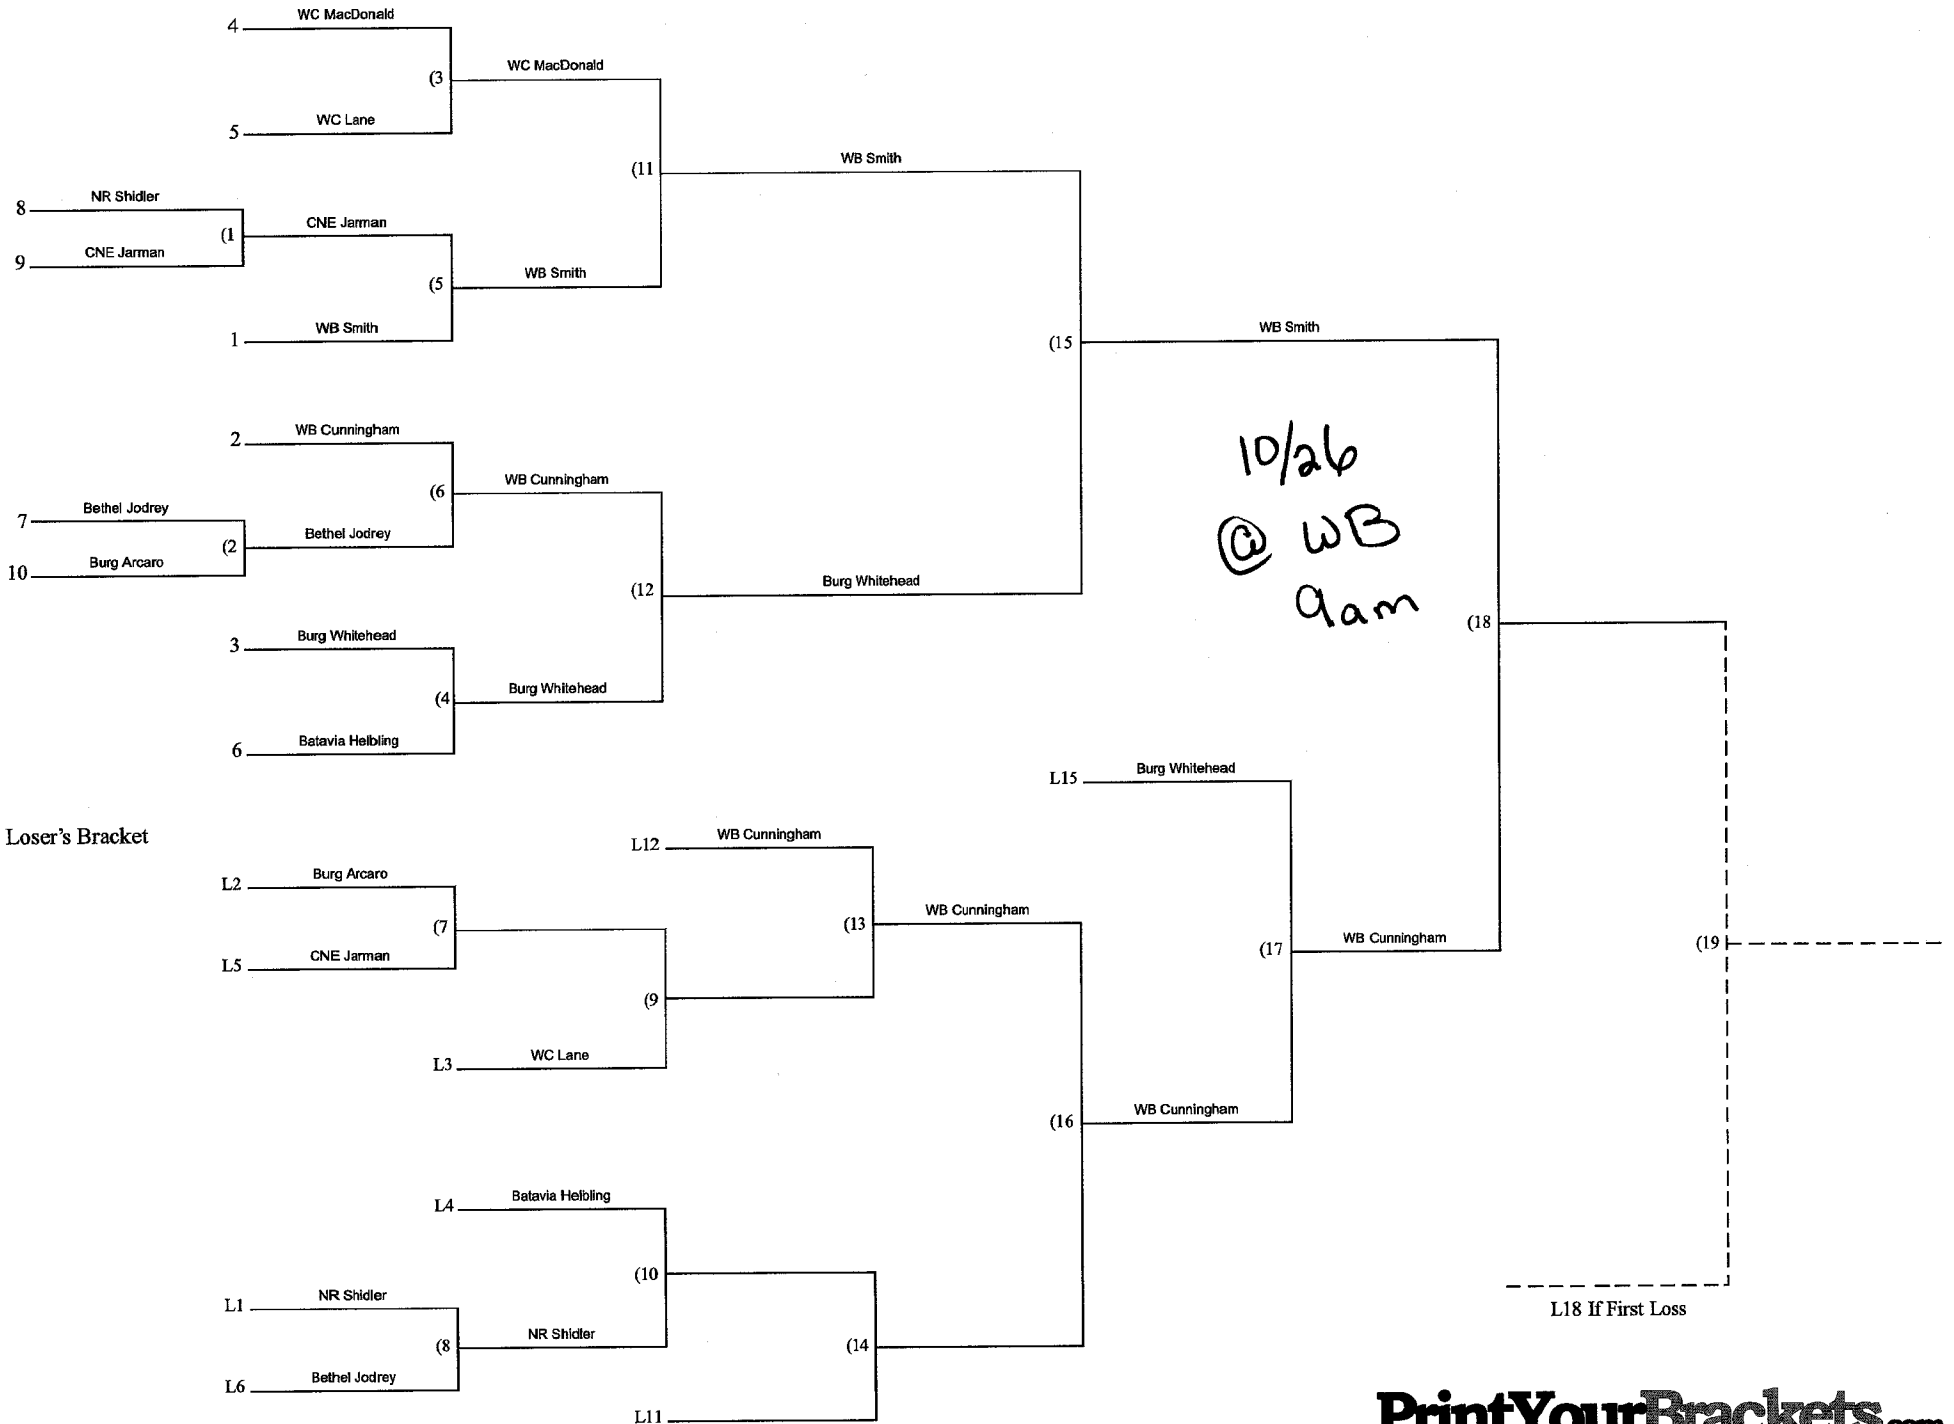 4 WC MacDonald
(3 WC MacDonald
5 WC Lane
(11 WB Smith
8 NR Shidler
(1 CNE Jarman
9 CNE Jarman
(5 WB Smith
1 WB Smith
(15 WB Smith
2 WB Cunningham
(6 WB Cunningham
7 Bethel Jodrey
(2 Bethel Jodrey
10 Burg Arcaro
(12 Burg Whitehead
3 Burg Whitehead
(4 Burg Whitehead
6 Batavia Helbling
10/26
@ WB
9am
(18
L15 Burg Whitehead
Loser's Bracket
L12 WB Cunningham
L2 Burg Arcaro
(7
L5 CNE Jarman
(13 WB Cunningham
(17 WB Cunningham
(19
(9
L3 WC Lane
(16 WB Cunningham
L4 Batavia Helbling
(10
L1 NR Shidler
(8 NR Shidler
L6 Bethel Jodrey
(14
L11
L18 If First Loss
PrintYourBrackets.com